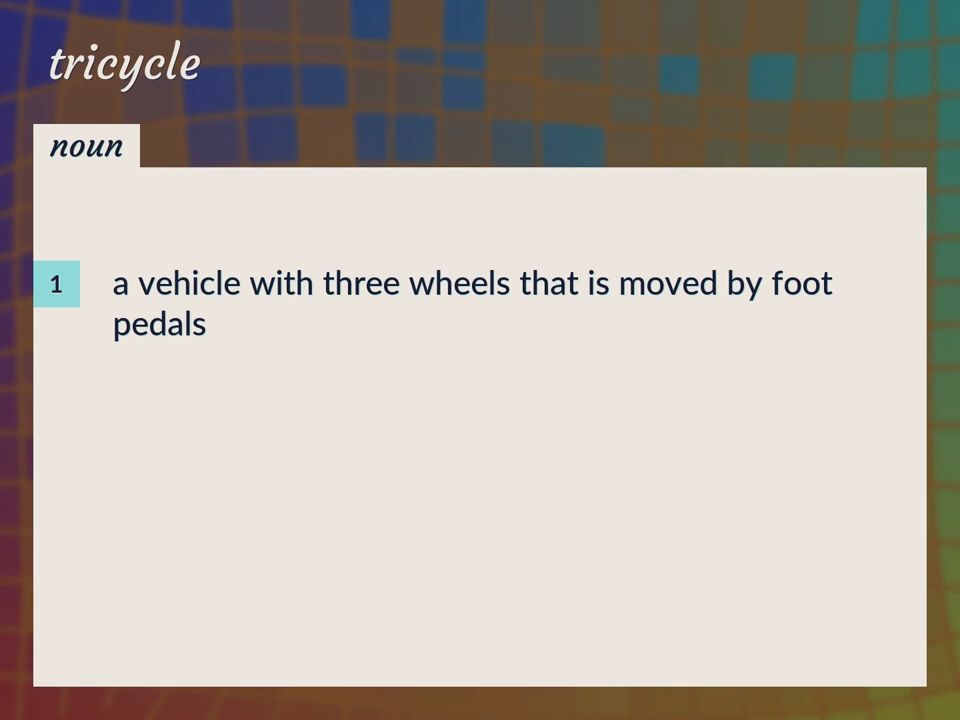 tricycle
noun
1
a vehicle with three wheels that is moved by foot
pedals